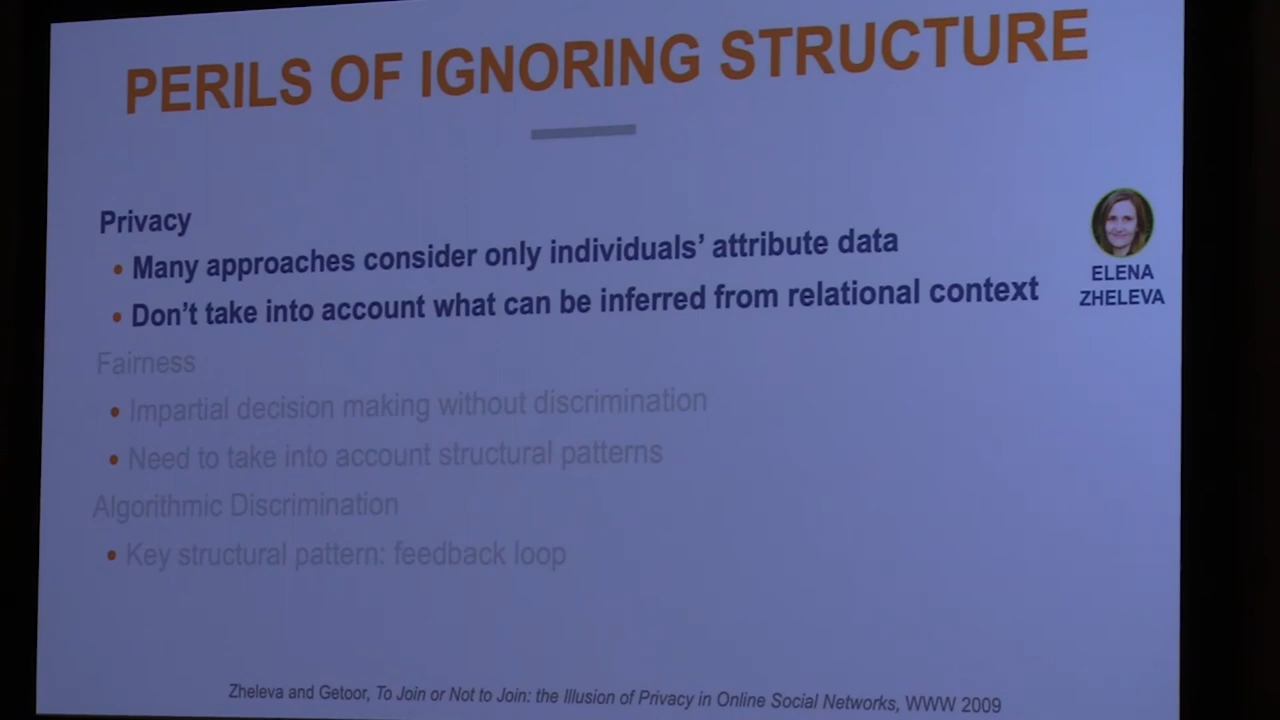 PERILS OF IGNORING STRUCTURE
Privacy
• Many approaches consider only individuals’ attribute data
• Don’t take into account what can be inferred from relational context
ELENA
ZHELEVA
Fairness
• Impartial decision making without discrimination
• Need to take into account structural patterns
Algorithmic Discrimination
• Key structural pattern: feedback loop
Zheleva and Getoor, To Join or Not to Join: the Illusion of Privacy in Online Social Networks, WWW 2009